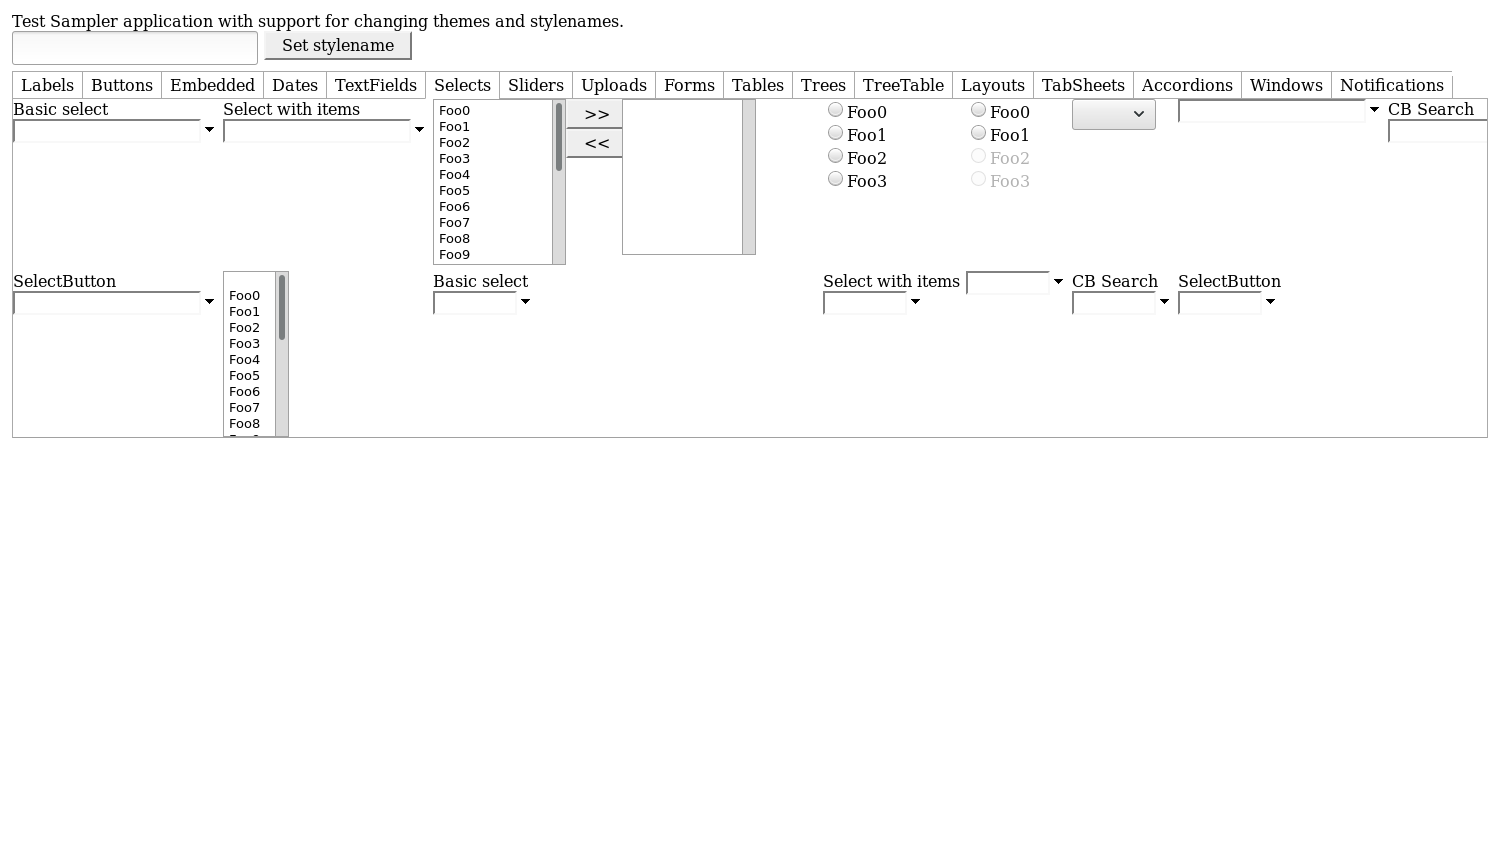 Test Sampler application with support for changing themes and stylenames.
Set stylename
Labels Buttons Embedded Dates TextFields Selects Sliders Uploads Forms Tables Trees TreeTable Layouts TabSheets Accordions Windows Notifications
Basic select
Select with items
Foo0
Foo1
Foo2
Foo3
Foo4
Foo5
Foo6
Foo7
Foo8
Foo9
>>
<<
Foo0
Foo1
Foo2
Foo3
Foo0
Foo1
Foo2
Foo3
CB Search
SelectButton
Foo0
Foo1
Foo2
Foo3
Foo4
Foo5
Foo6
Foo7
Foo8
Basic select
Select with items
CB Search
SelectButton